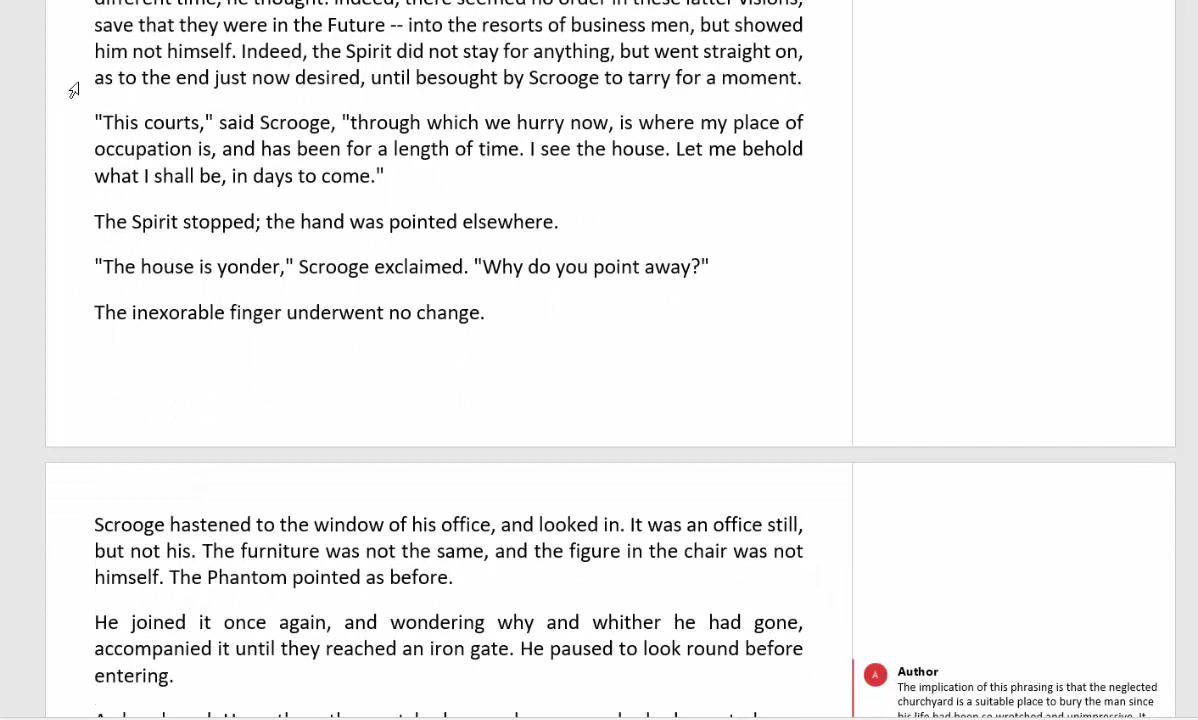 save that they were in the Future -- into the resorts of business men, but showed
him not himself. Indeed, the Spirit did not stay for anything, but went straight on,
as to the end just now desired, until besought by Scrooge to tarry for a moment.
"This courts," said Scrooge, "through which we hurry now, is where my place of
occupation is, and has been for a length of time. I see the house. Let me behold
what I shall be, in days to come."
The Spirit stopped; the hand was pointed elsewhere.
"The house is yonder," Scrooge exclaimed. "Why do you point away?"
The inexorable finger underwent no change.
Scrooge hastened to the window of his office, and looked in. It was an office still,
but not his. The furniture was not the same, and the figure in the chair was not
himself. The Phantom pointed as before.
He joined it once again, and wondering why and whither he had gone,
accompanied it until they reached an iron gate. He paused to look round before
entering.
A
Author
The implication of this phrasing is that the neglected
churchyard is a suitable place to bury the man since